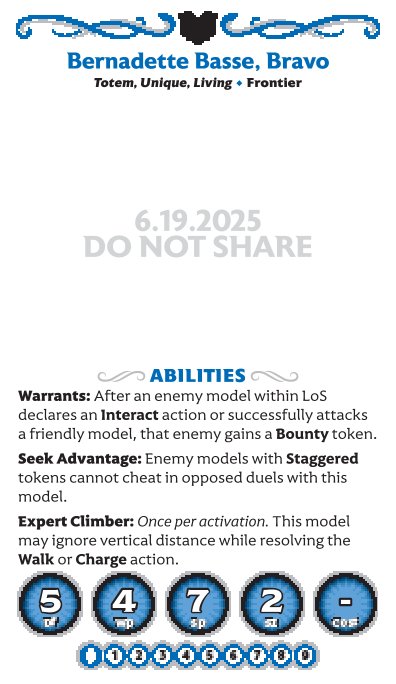 Bernadette Basse, Bravo
Totem, Unique, Living ⬩ Frontier
6.19.2025
DO NOT SHARE
ABILITIES
Warrants: After an enemy model within LoS
declares an Interact action or successfully attacks
a friendly model, that enemy gains a Bounty token.
Seek Advantage: Enemy models with Staggered
tokens cannot cheat in opposed duels with this
model.
Expert Climber: Once per activation. This model
may ignore vertical distance while resolving the
Walk or Charge action.
5 4 7 2 -
Df Wp Sp Sz Cost
1 2 3 4 5 6 7 8 9